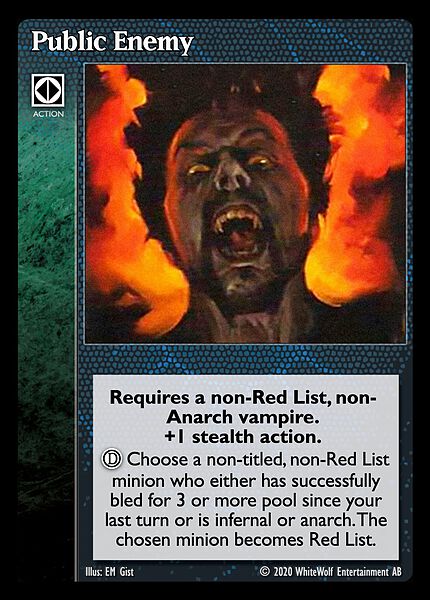 Public Enemy
ACTION
Requires a non-Red List, non-
Anarch vampire.
+1 stealth action.
D Choose a non-titled, non-Red List
minion who either has successfully
bled for 3 or more pool since your
last turn or is infernal or anarch.The
chosen minion becomes Red List.
Illus: EM Gist
© 2020 WhiteWolf Entertainment AB